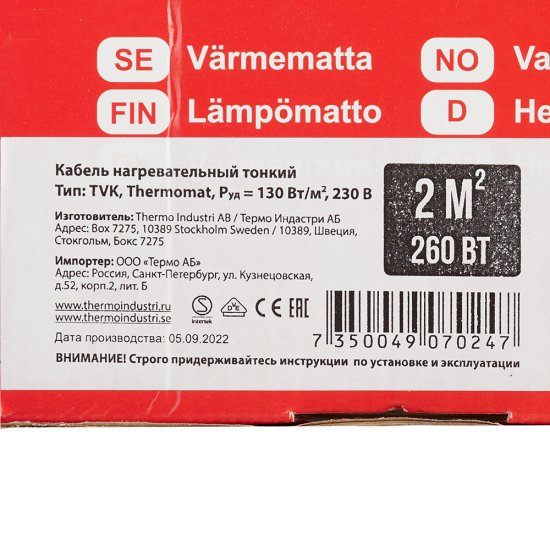 SE Värmematta NO Va
FIN Lämpömatto D He
Кабель нагревательный тонкий
Тип: TVK, Thermomat, Pуд = 130 Вт/м², 230 В
2 М²
260 ВТ
Изготовитель: Thermo Industri AB / Термо Индастри АБ
Адрес: Box 7275, 10389 Stockholm Sweden / 10389, Швеция,
Стокгольм, Бокс 7275
Импортер: ООО «Термо АБ»
Адрес: Россия, Санкт-Петербург, ул. Кузнецовская,
д.52, корп.2, лит. Б
www.thermoindustri.ru
www.thermoindustri.se
S Intertek DVE CE EAC
Дата производства: 05.09.2022
7 350049 070247
ВНИМАНИЕ! Строго придерживайтесь инструкции по установке и эксплуатации